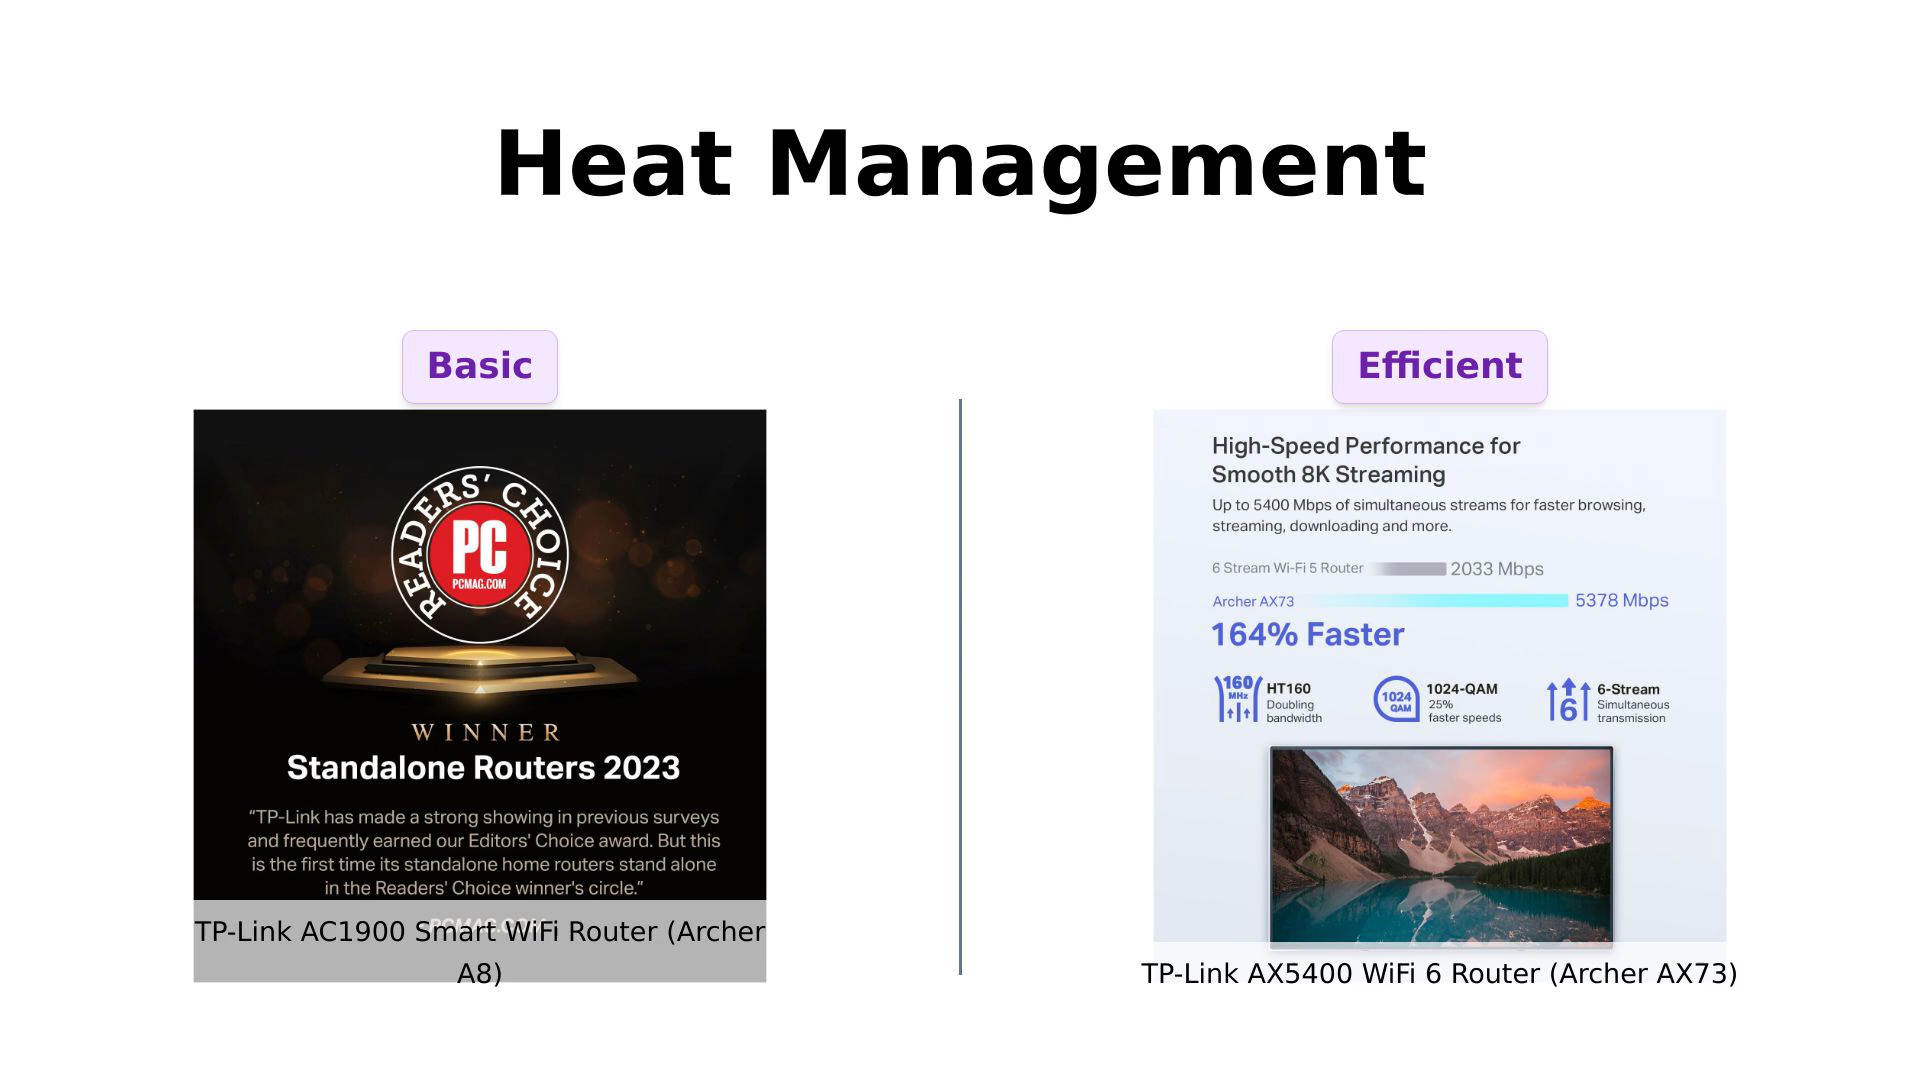 Heat Management
Basic
READERS' CHOICE
PC
PCMAG.COM
WINNER
Standalone Routers 2023
“TP-Link has made a strong showing in previous surveys
and frequently earned our Editors' Choice award. But this
is the first time its standalone home routers stand alone
in the Readers' Choice winner's circle.”
PCMAG.COM
TP-Link AC1900 Smart WiFi Router (Archer
A8)
Efficient
High-Speed Performance for
Smooth 8K Streaming
Up to 5400 Mbps of simultaneous streams for faster browsing,
streaming, downloading and more.
6 Stream Wi-Fi 5 Router 2033 Mbps
Archer AX73 5378 Mbps
164% Faster
160
MHz
HT160
Doubling
bandwidth
1024
QAM
1024-QAM
25%
faster speeds
6
6-Stream
Simultaneous
transmission
TP-Link AX5400 WiFi 6 Router (Archer AX73)